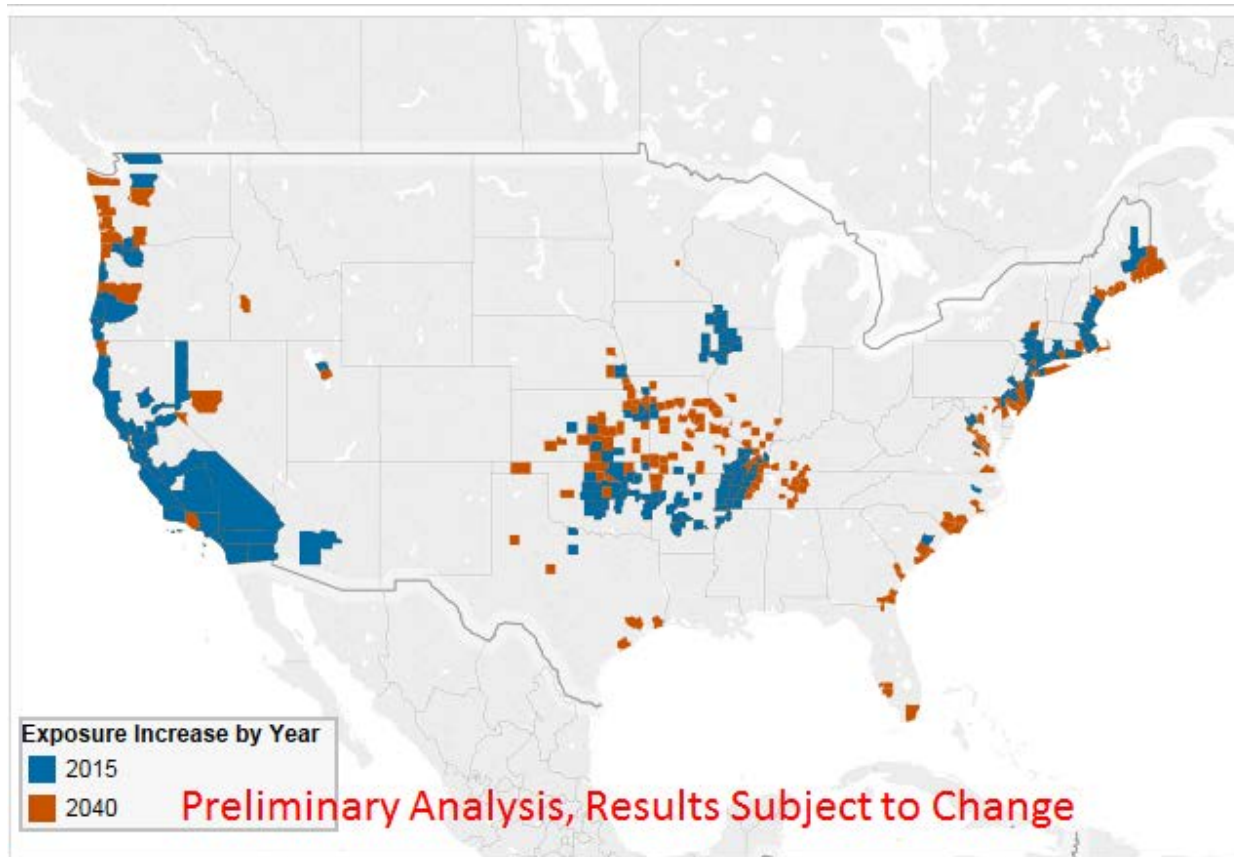 Exposure Increase by Year
2015
2040
Preliminary Analysis, Results Subject to Change